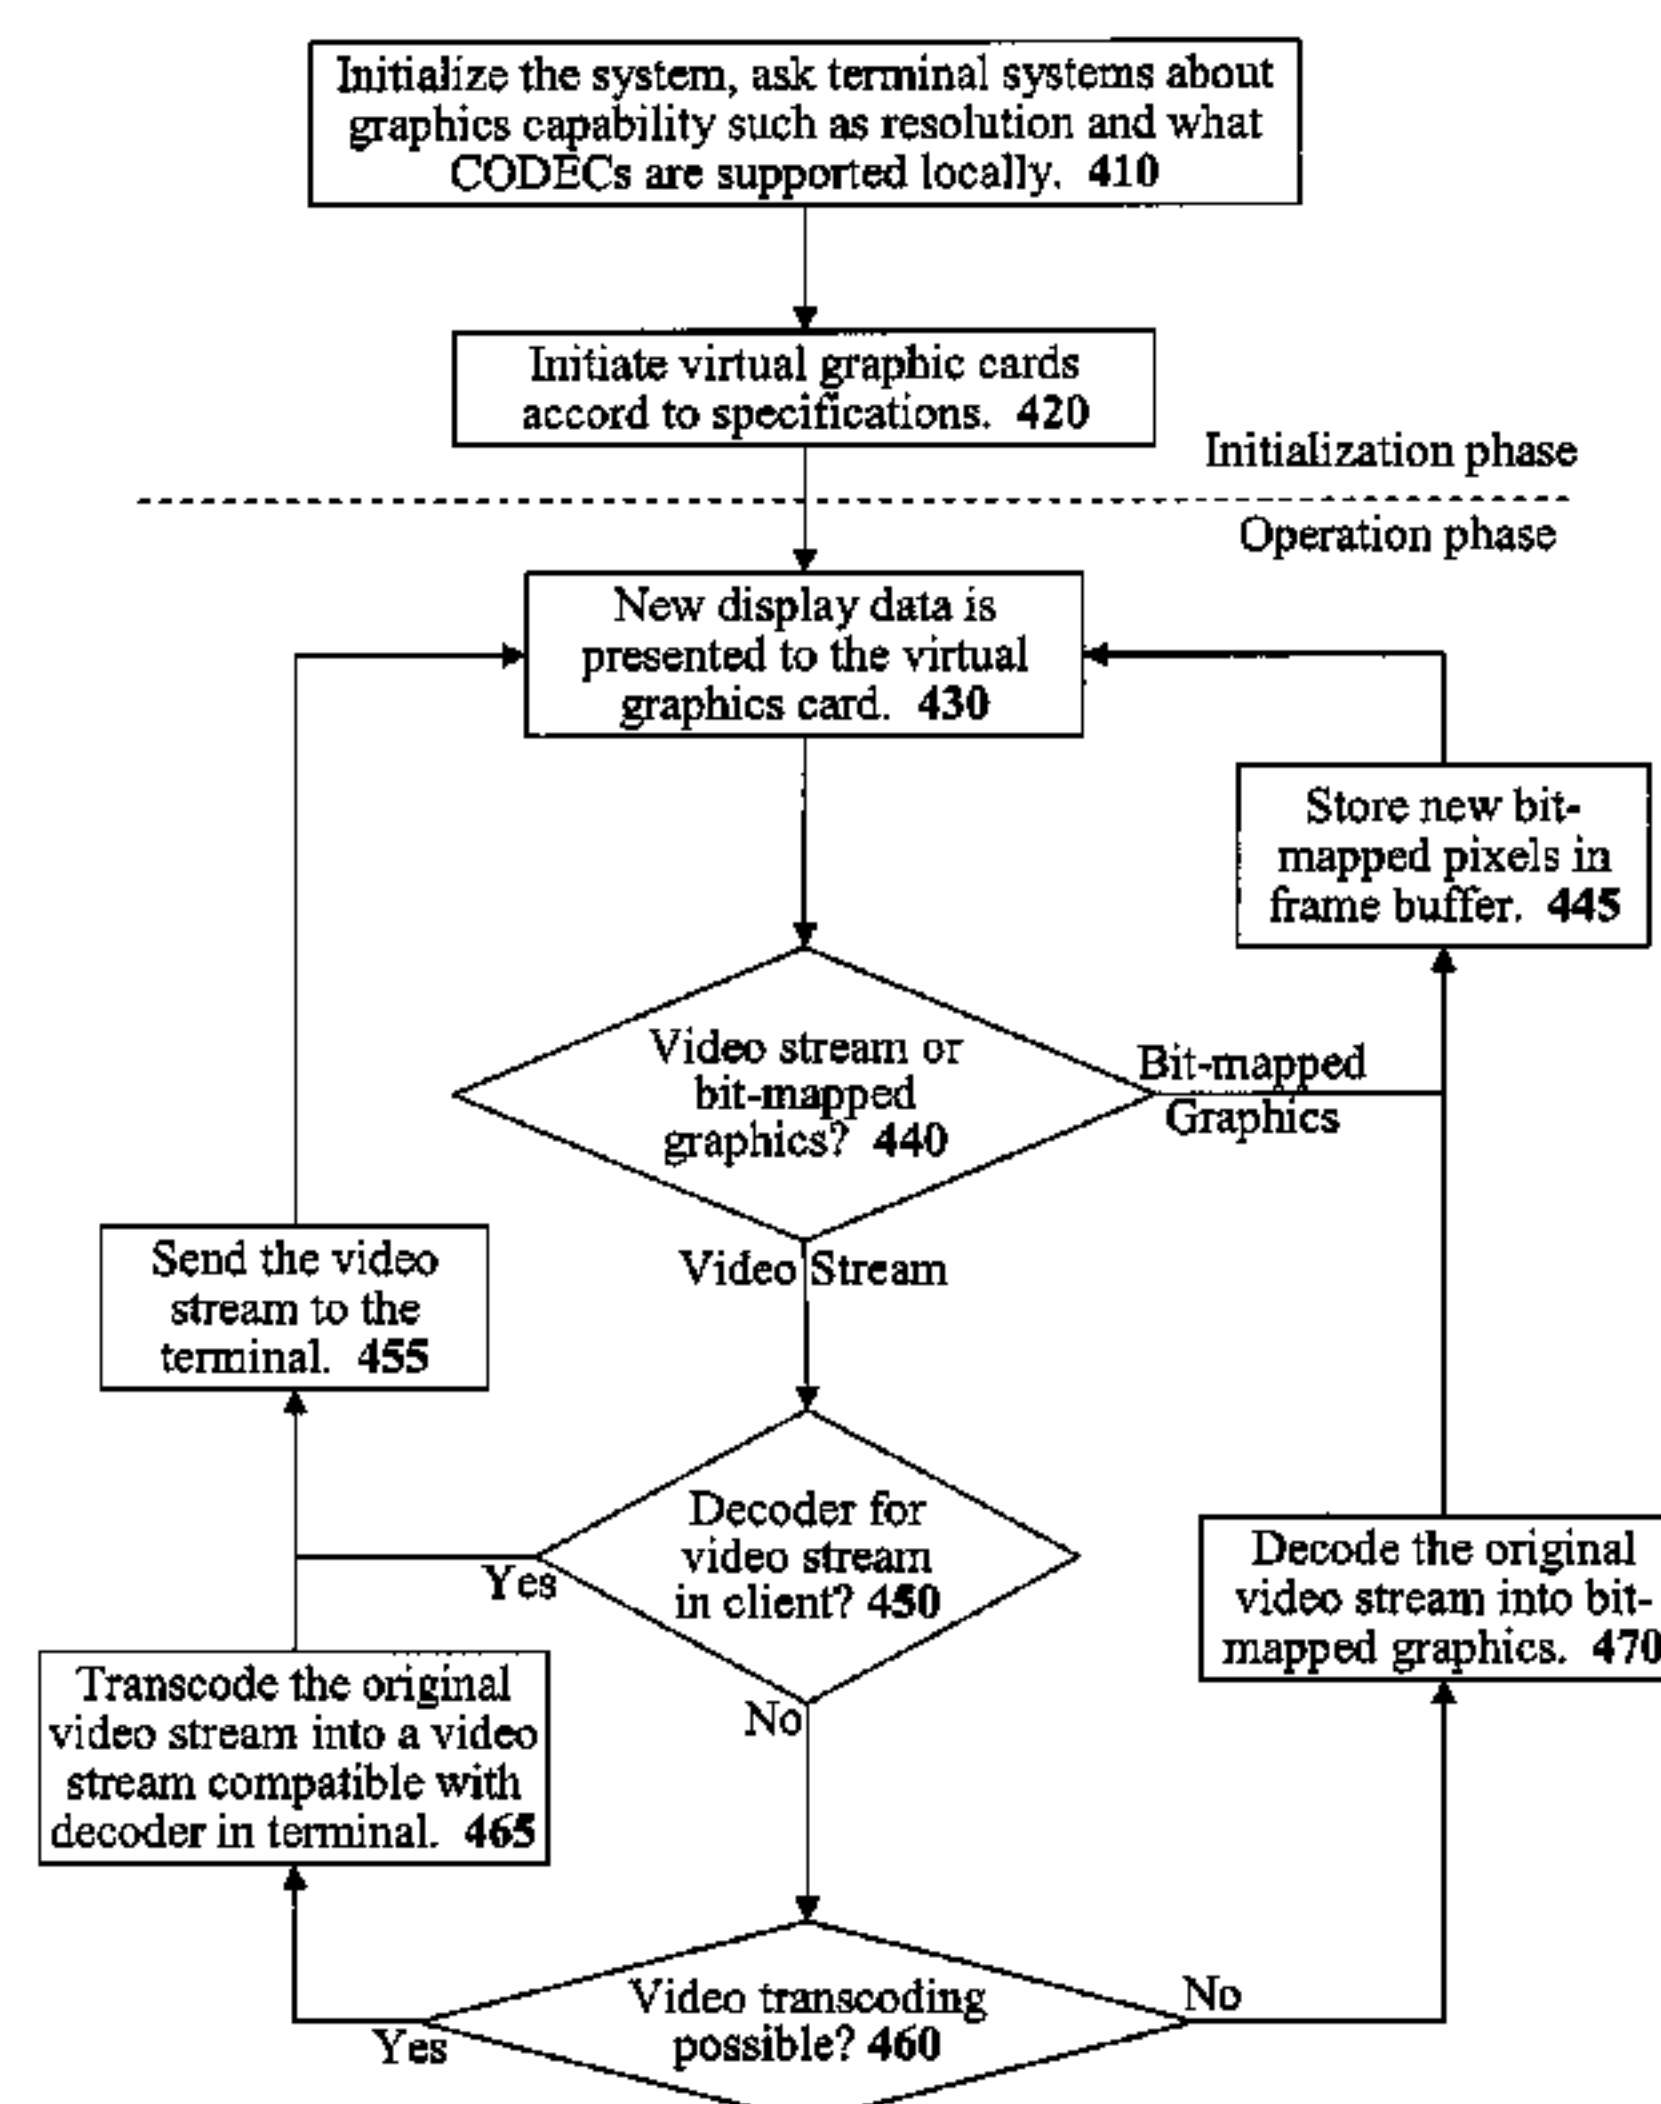 Initialize the system, ask terminal systems about
graphics capability such as resolution and what
CODECs are supported locally. 410
Initiate virtual graphic cards
accord to specifications. 420
Initialization phase
Operation phase
New display data is
presented to the virtual
graphics card. 430
Store new bit-
mapped pixels in
frame buffer. 445
Video stream or
bit-mapped
graphics? 440
Bit-mapped
Graphics
Video Stream
Send the video
stream to the
terminal. 455
Decoder for
video stream
in client? 450
Yes
No
Decode the original
video stream into bit-
mapped graphics. 470
Transcode the original
video stream into a video
stream compatible with
decoder in terminal. 465
Video transcoding
possible? 460
Yes
No